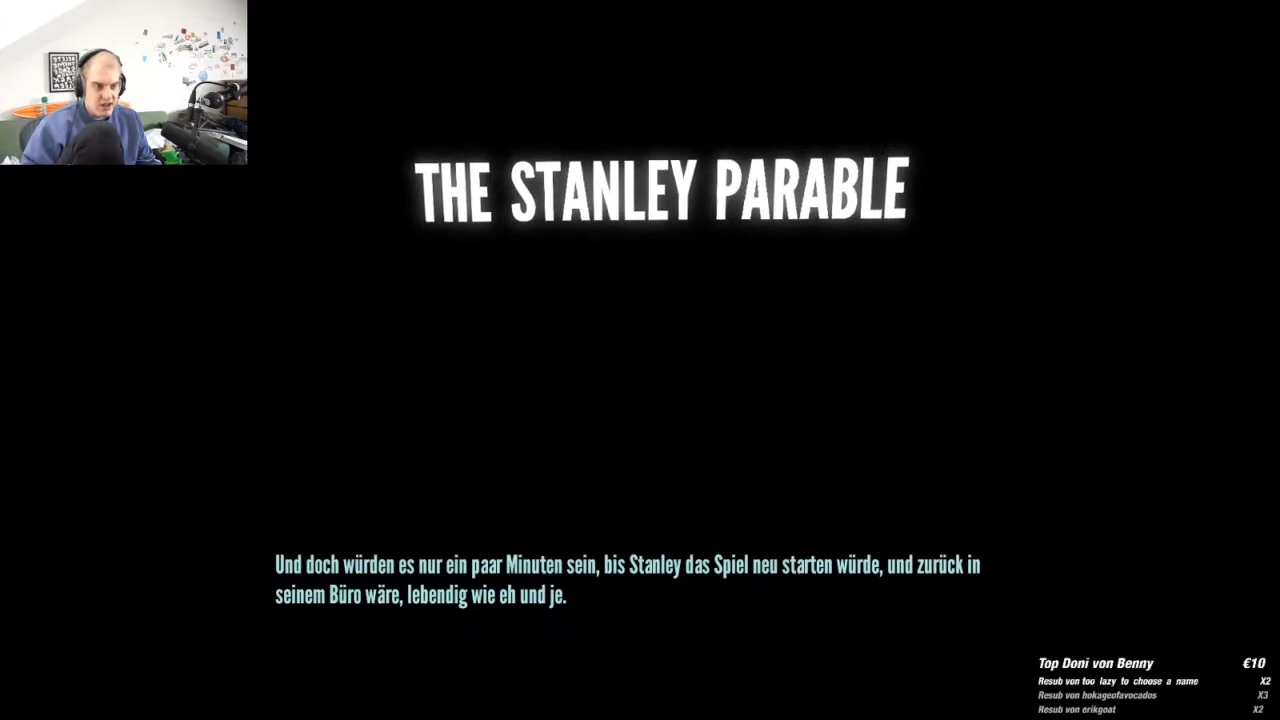 THE STANLEY PARABLE
Und doch würden es nur ein paar Minuten sein, bis Stanley das Spiel neu starten würde, und zurück in
seinem Büro wäre, lebendig wie eh und je.
Top Doni von Benny €10
Resub von too lazy to choose a name X2
Resub von hokageofavocados X3
Resub von erikgoat X2